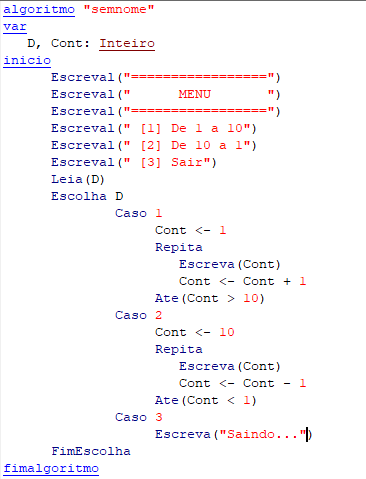 algoritmo "semnome"
var
   D, Cont: Inteiro
inicio
      Escreval("=================")
      Escreval("      MENU       ")
      Escreval("=================")
      Escreval(" [1] De 1 a 10")
      Escreval(" [2] De 10 a 1")
      Escreval(" [3] Sair")
      Leia(D)
      Escolha D
              Caso 1
                   Cont <- 1
                   Repita
                      Escreva(Cont)
                      Cont <- Cont + 1
                   Ate(Cont > 10)
              Caso 2
                   Cont <- 10
                   Repita
                      Escreva(Cont)
                      Cont <- Cont - 1
                   Ate(Cont < 1)
              Caso 3
                   Escreva("Saindo...")
      FimEscolha
fimalgoritmo